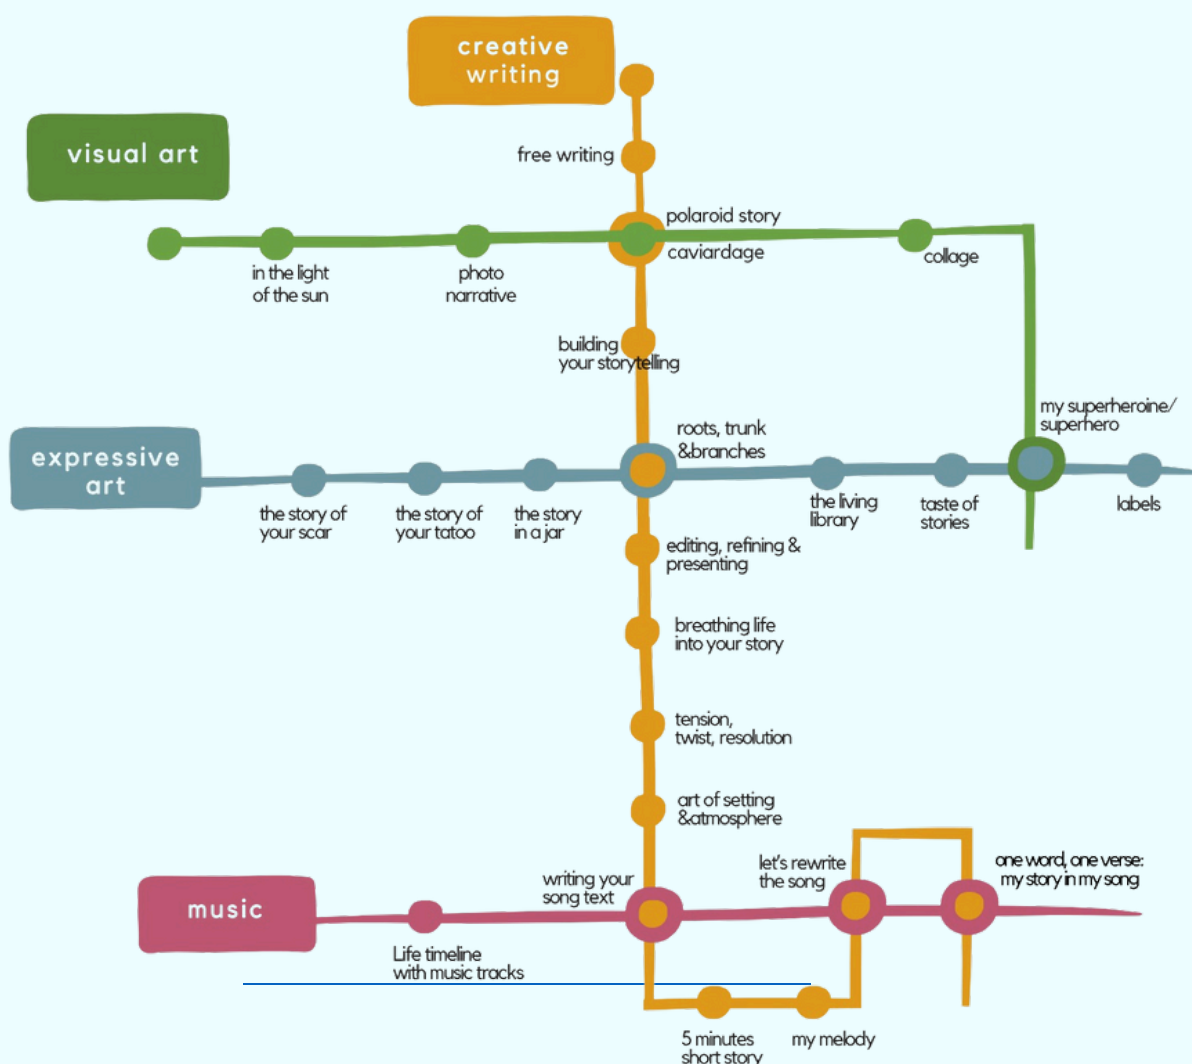 creative
writing
visual art
free writing
polaroid story
caviardage
collage
in the light
of the sun
photo
narrative
building
your storytelling
my superheroine/
superhero
roots, trunk
&branches
expressive
art
the story of
your scar
the story of
your tatoo
the story
in a jar
the living
library
taste of
stories
labels
editing, refining &
presenting
breathing life
into your story
tension,
twist, resolution
art of setting
&atmosphere
let's rewrite
the song
one word, one verse:
my story in my song
writing your
song text
music
Life timeline
with music tracks
5 minutes
short story
my melody